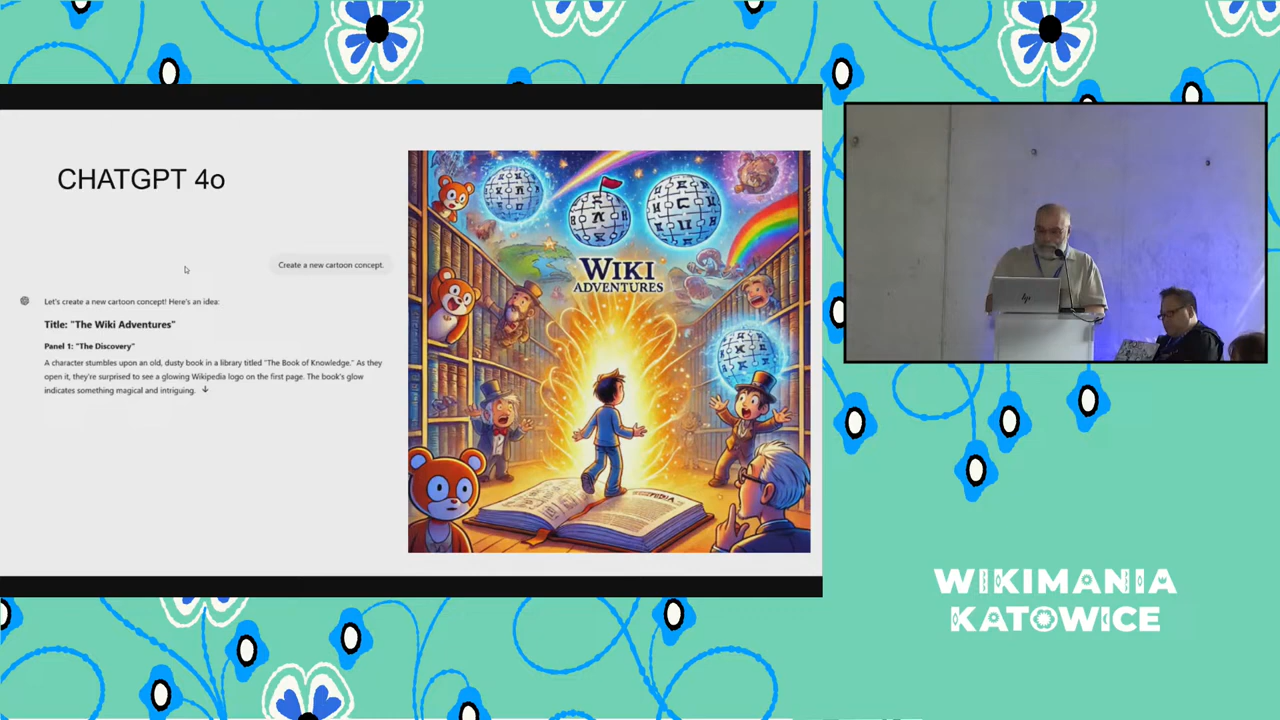 CHATGPT 4o
Create a new cartoon concept.
Let's create a new cartoon concept! Here's an idea:
Title: "The Wiki Adventures"
Panel 1: "The Discovery"
A character stumbles upon an old, dusty book in a library titled "The Book of Knowledge." As they
open it, they're surprised to see a glowing Wikipedia logo on the first page. The book's glow
indicates something magical and intriguing.
WIKI
ADVENTURES
hp
WIKIMANIA
KATOWICE